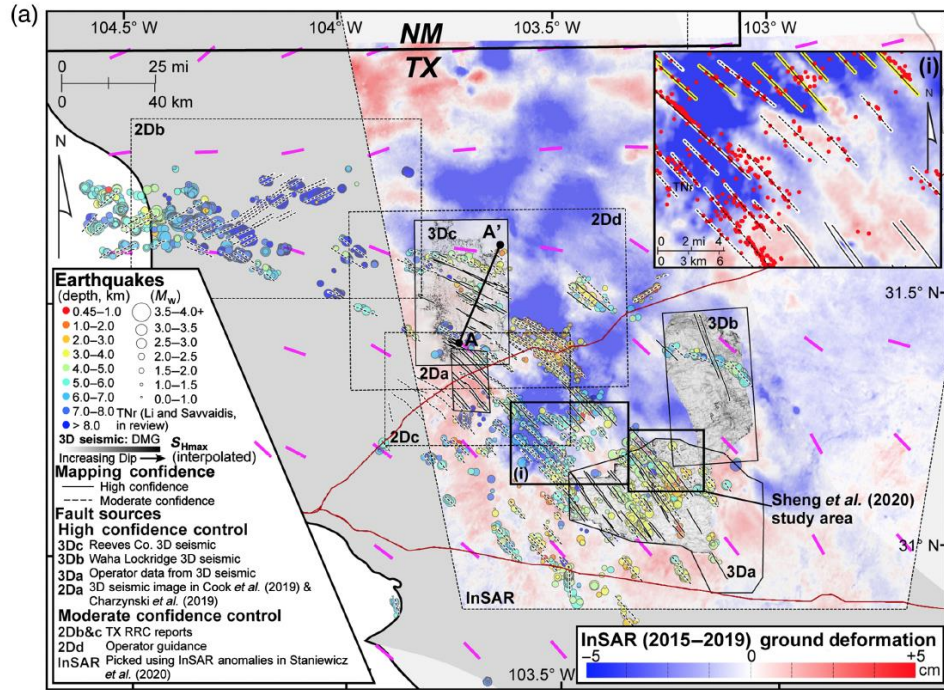 (a)
104.5° W
104° W
103.5° W
103° W
NM
TX
0 25 mi
0 40 km
N
2Db
2Dd
3Dc
A'
A
2Da
2Dc
3Db
(i)
3Da
InSAR
31.5° N
31° N
103.5° W
Sheng et al. (2020)
study area
(i)
N
TNr
0 2 mi 4
0 3 km 6
Earthquakes
(depth, km) (Mw)
0.45–1.0 3.5–4.0+
1.0–2.0 3.0–3.5
2.0–3.0 2.5–3.0
3.0–4.0 2.0–2.5
4.0–5.0 1.5–2.0
5.0–6.0 1.0–1.5
6.0–7.0 0.0–1.0
7.0–8.0 TNr (Li and Savvaidis,
> 8.0 in review)
3D seismic: DMG SHmax
Increasing Dip (interpolated)
Mapping confidence
High confidence
Moderate confidence
Fault sources
High confidence control
3Dc Reeves Co. 3D seismic
3Db Waha Lockridge 3D seismic
3Da Operator data from 3D seismic
2Da 3D seismic image in Cook et al. (2019) &
Charzynski et al. (2019)
Moderate confidence control
2Db&c TX RRC reports
2Dd Operator guidance
InSAR Picked using InSAR anomalies in Staniewicz
et al. (2020)
InSAR (2015–2019) ground deformation
–5 0 +5
cm